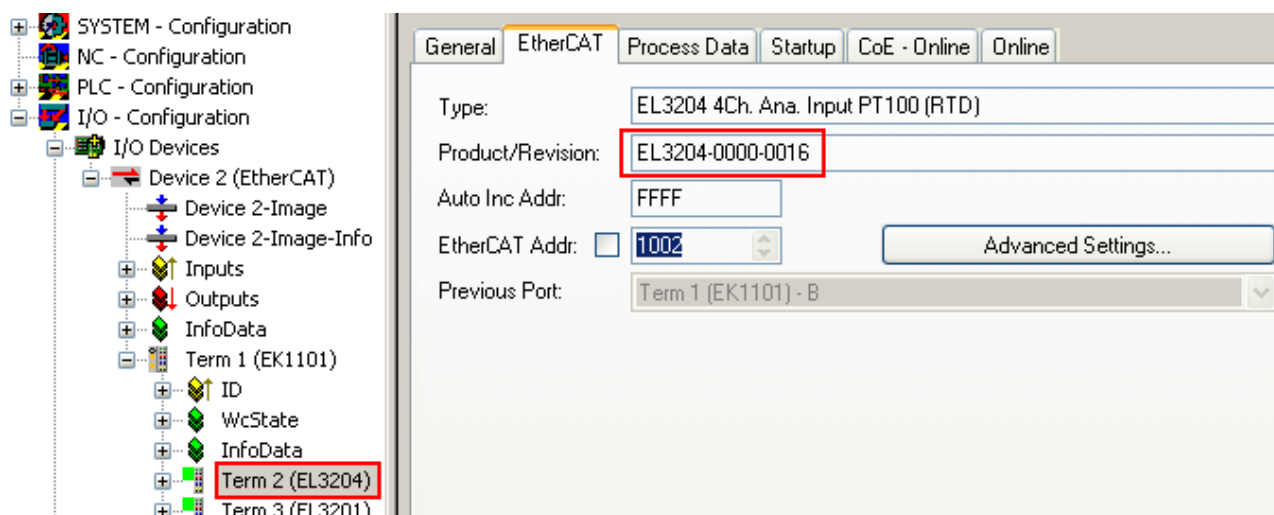 SYSTEM - Configuration
NC - Configuration
PLC - Configuration
I/O - Configuration
I/O Devices
Device 2 (EtherCAT)
Device 2-Image
Device 2-Image-Info
Inputs
Outputs
InfoData
Term 1 (EK1101)
ID
WcState
InfoData
Term 2 (EL3204)
Term 3 (EL3201)
General EtherCAT Process Data Startup CoE - Online Online
Type: EL3204 4Ch. Ana. Input PT100 (RTD)
Product/Revision: EL3204-0000-0016
Auto Inc Addr: FFFF
EtherCAT Addr: 1002 Advanced Settings...
Previous Port: Term 1 (EK1101) - B